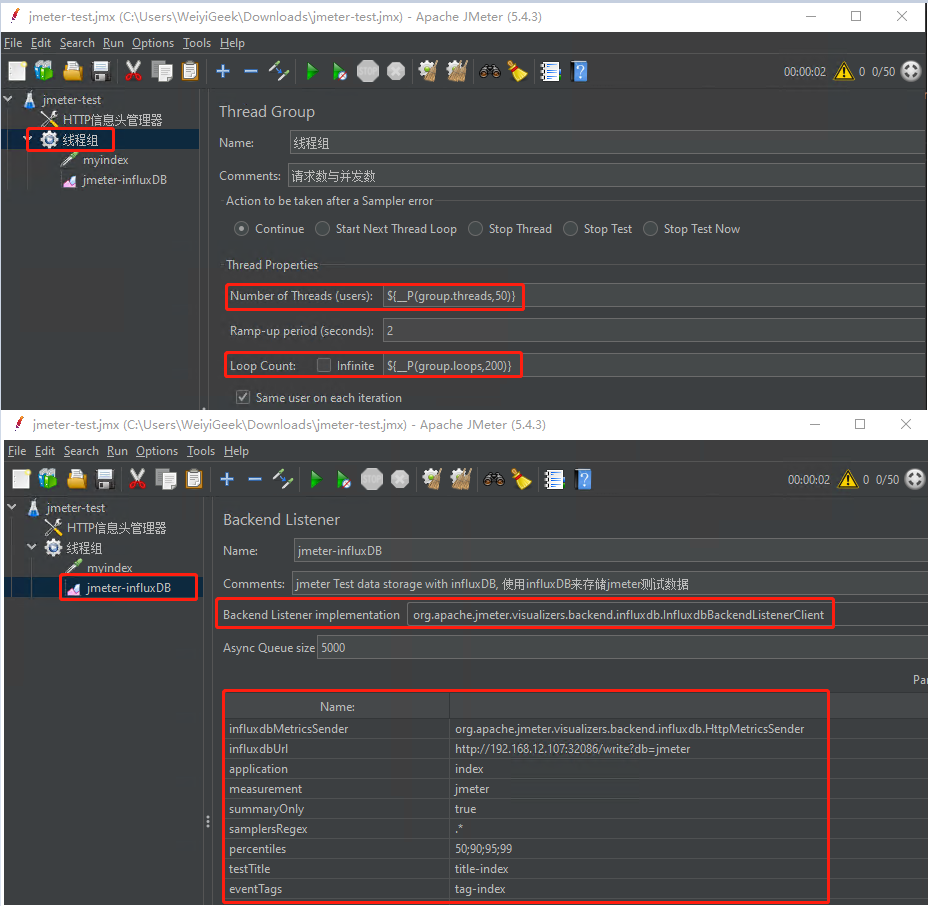 jmeter-test.jmx (C:\Users\WeiyiGeek\Downloads\jmeter-test.jmx) - Apache JMeter (5.4.3)
File Edit Search Run Options Tools Help
00:00:02 0 0/50
jmeter-test
HTTP信息头管理器
线程组
myindex
jmeter-influxDB
Thread Group
Name: 线程组
Comments: 请求数与并发数
Action to be taken after a Sampler error
Continue Start Next Thread Loop Stop Thread Stop Test Stop Test Now
Thread Properties
Number of Threads (users): ${__P(group.threads,50)}
Ramp-up period (seconds): 2
Loop Count: Infinite ${__P(group.loops,200)}
Same user on each iteration
jmeter-test.jmx (C:\Users\WeiyiGeek\Downloads\jmeter-test.jmx) - Apache JMeter (5.4.3)
File Edit Search Run Options Tools Help
00:00:02 0 0/50
jmeter-test
HTTP信息头管理器
线程组
myindex
jmeter-influxDB
Backend Listener
Name: jmeter-influxDB
Comments: jmeter Test data storage with influxDB, 使用influxDB来存储jmeter测试数据
Backend Listener implementation org.apache.jmeter.visualizers.backend.influxdb.InfluxdbBackendListenerClient
Async Queue size 5000
Par
Name:
influxdbMetricsSender org.apache.jmeter.visualizers.backend.influxdb.HttpMetricsSender
influxdbUrl http://192.168.12.107:32086/write?db=jmeter
application index
measurement jmeter
summaryOnly true
samplersRegex .*
percentiles 50;90;95;99
testTitle title-index
eventTags tag-index